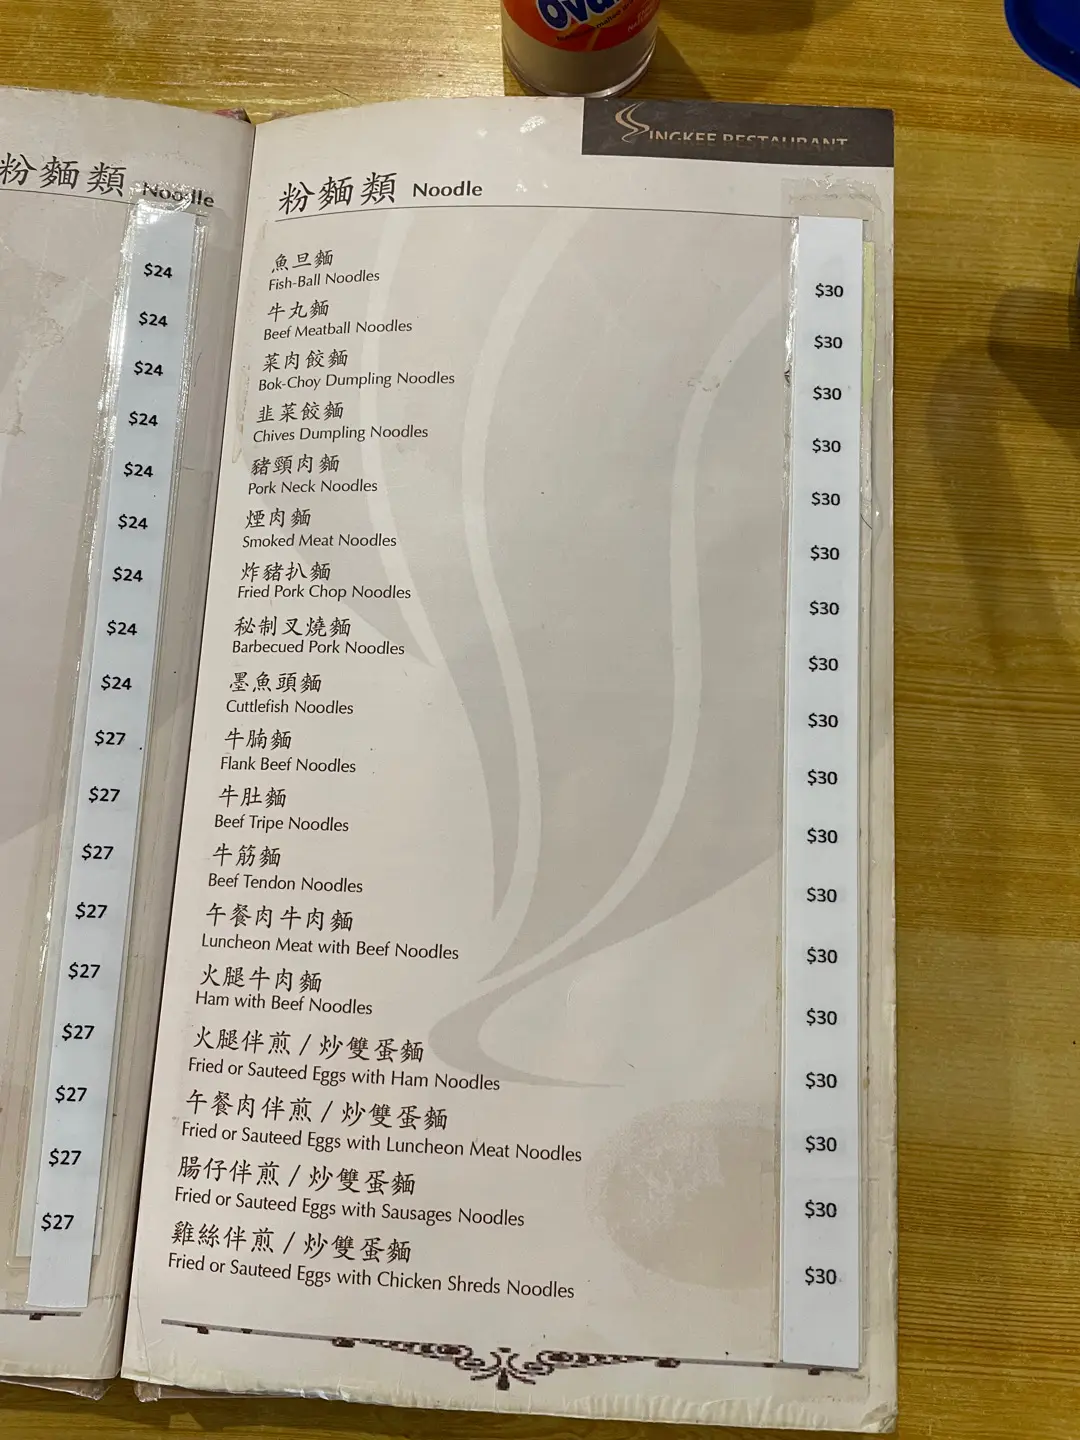 Ova
粉麵類 Noodle
$24
$24
$24
$24
$24
$24
$24
$24
$24
$27
$27
$27
$27
$27
$27
$27
$27
$27
SINGKEE RESTAURANT
粉麵類 Noodle
魚旦麵 $30
Fish-Ball Noodles
牛丸麵 $30
Beef Meatball Noodles
菜肉餃麵 $30
Bok-Choy Dumpling Noodles
韭菜餃麵 $30
Chives Dumpling Noodles
豬頸肉麵 $30
Pork Neck Noodles
煙肉麵 $30
Smoked Meat Noodles
炸豬扒麵 $30
Fried Pork Chop Noodles
秘制叉燒麵 $30
Barbecued Pork Noodles
墨魚頭麵 $30
Cuttlefish Noodles
牛腩麵 $30
Flank Beef Noodles
牛肚麵 $30
Beef Tripe Noodles
牛筋麵 $30
Beef Tendon Noodles
午餐肉牛肉麵 $30
Luncheon Meat with Beef Noodles
火腿牛肉麵 $30
Ham with Beef Noodles
火腿伴煎 / 炒雙蛋麵 $30
Fried or Sauteed Eggs with Ham Noodles
午餐肉伴煎 / 炒雙蛋麵 $30
Fried or Sauteed Eggs with Luncheon Meat Noodles
腸仔伴煎 / 炒雙蛋麵 $30
Fried or Sauteed Eggs with Sausages Noodles
雞絲伴煎 / 炒雙蛋麵 $30
Fried or Sauteed Eggs with Chicken Shreds Noodles